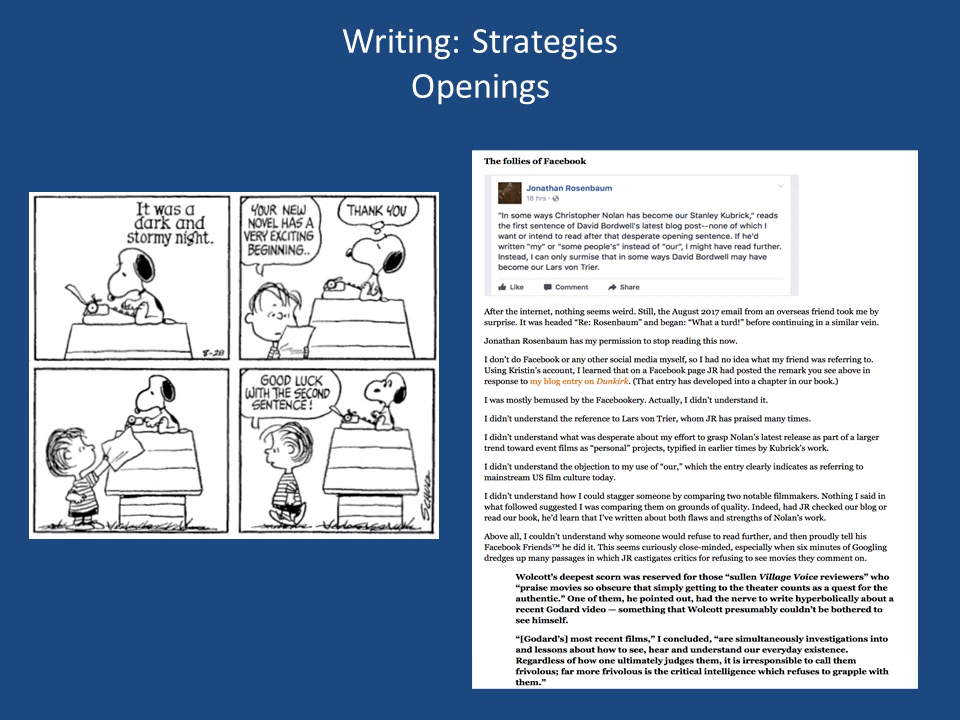 Writing: Strategies
Openings
It was a
dark and
stormy night.
8-28
YOUR NEW
NOVEL HAS A
VERY EXCITING
BEGINNING..
THANK YOU
GOOD LUCK
WITH THE SECOND
SENTENCE!
SCHULZ
The follies of Facebook
Jonathan Rosenbaum
18 hrs ·
"In some ways Christopher Nolan has become our Stanley Kubrick," reads
the first sentence of David Bordwell's latest blog post--none of which I
want or intend to read after that desperate opening sentence. If he'd
written "my" or "some people's" instead of "our", I might have read further.
Instead, I can only surmise that in some ways David Bordwell may have
become our Lars von Trier.
Like Comment Share
After the internet, nothing seems weird. Still, the August 2017 email from an overseas friend took me by
surprise. It was headed “Re: Rosenbaum” and began: “What a turd!” before continuing in a similar vein.
Jonathan Rosenbaum has my permission to stop reading this now.
I don’t do Facebook or any other social media myself, so I had no idea what my friend was referring to.
Using Kristin’s account, I learned that on a Facebook page JR had posted the remark you see above in
response to my blog entry on Dunkirk. (That entry has developed into a chapter in our book.)
I was mostly bemused by the Facebookery. Actually, I didn’t understand it.
I didn’t understand the reference to Lars von Trier, whom JR has praised many times.
I didn’t understand what was desperate about my effort to grasp Nolan’s latest release as part of a larger
trend toward event films as “personal” projects, typified in earlier times by Kubrick’s work.
I didn’t understand the objection to my use of “our,” which the entry clearly indicates as referring to
mainstream US film culture today.
I didn’t understand how I could stagger someone by comparing two notable filmmakers. Nothing I said in
what followed suggested I was comparing them on grounds of quality. Indeed, had JR checked our blog or
read our book, he’d learn that I’ve written about both flaws and strengths of Nolan’s work.
Above all, I couldn’t understand why someone would refuse to read further, and then proudly tell his
Facebook Friends™ he did it. This seems curiously close-minded, especially when six minutes of Googling
dredges up many passages in which JR castigates critics for refusing to see movies they comment on.
Wolcott’s deepest scorn was reserved for those “sullen Village Voice reviewers” who
“praise movies so obscure that simply getting to the theater counts as a quest for the
authentic.” One of them, he pointed out, had the nerve to write hyperbolically about a
recent Godard video — something that Wolcott presumably couldn’t be bothered to
see himself.
“[Godard’s] most recent films,” I concluded, “are simultaneously investigations into
and lessons about how to see, hear and understand our everyday existence.
Regardless of how one ultimately judges them, it is irresponsible to call them
frivolous; far more frivolous is the critical intelligence which refuses to grapple with
them.”